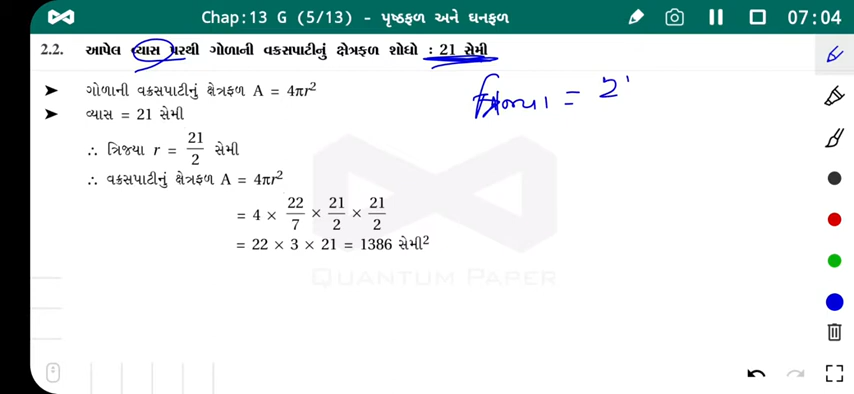 Chap:13 G (5/13) - પૃષ્ઠફળ અને ઘનફળ
07:04
2.2. આપેલ વ્યાસ પરથી ગોળાની વક્રસપાટીનું ક્ષેત્રફળ શોધો : 21 સેમી
➤ ગોળાની વક્રસપાટીનું ક્ષેત્રફળ A = 4πr²
➤ વ્યાસ = 21 સેમી
∴ ત્રિજ્યા r = 21/2 સેમી
∴ વક્રસપાટીનું ક્ષેત્રફળ A = 4πr²
= 4 × 22/7 × 21/2 × 21/2
= 22 × 3 × 21 = 1386 સેમી²
QUANTUM PAPER